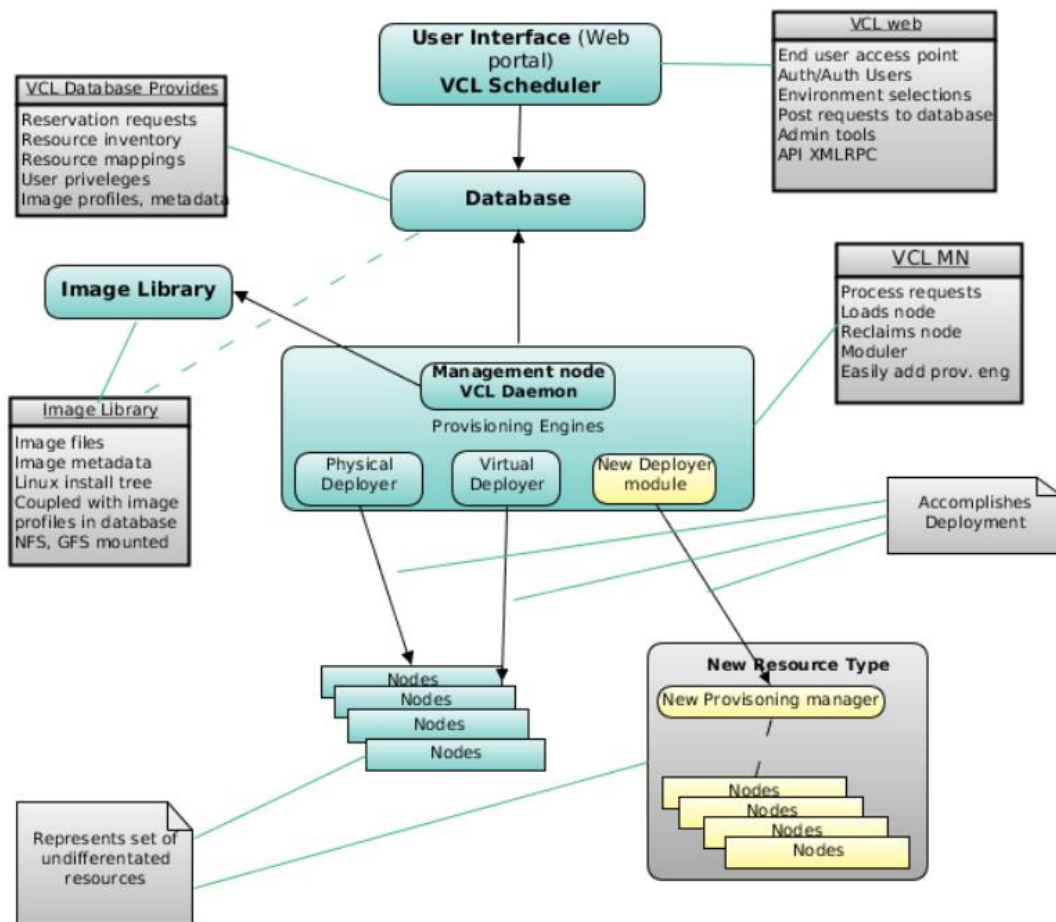 User Interface (Web
portal)
VCL Scheduler
VCL web
End user access point
Auth/Auth Users
Environment selections
Post requests to database
Admin tools
API XMLRPC
VCL Database Provides
Reservation requests
Resource inventory
Resource mappings
User priveleges
Image profiles, metadata
Database
Image Library
VCL MN
Process requests
Loads node
Reclaims node
Moduler
Easily add prov. eng
Management node
VCL Daemon
Provisioning Engines
Physical
Deployer
Virtual
Deployer
New Deployer
module
Image Library
Image files
Image metadata
Linux install tree
Coupled with image
profiles in database
NFS, GFS mounted
Accomplishes
Deployment
Nodes
Nodes
Nodes
Nodes
New Resource Type
New Provisoning manager
Nodes
Nodes
Nodes
Nodes
Represents set of
undifferentated
resources